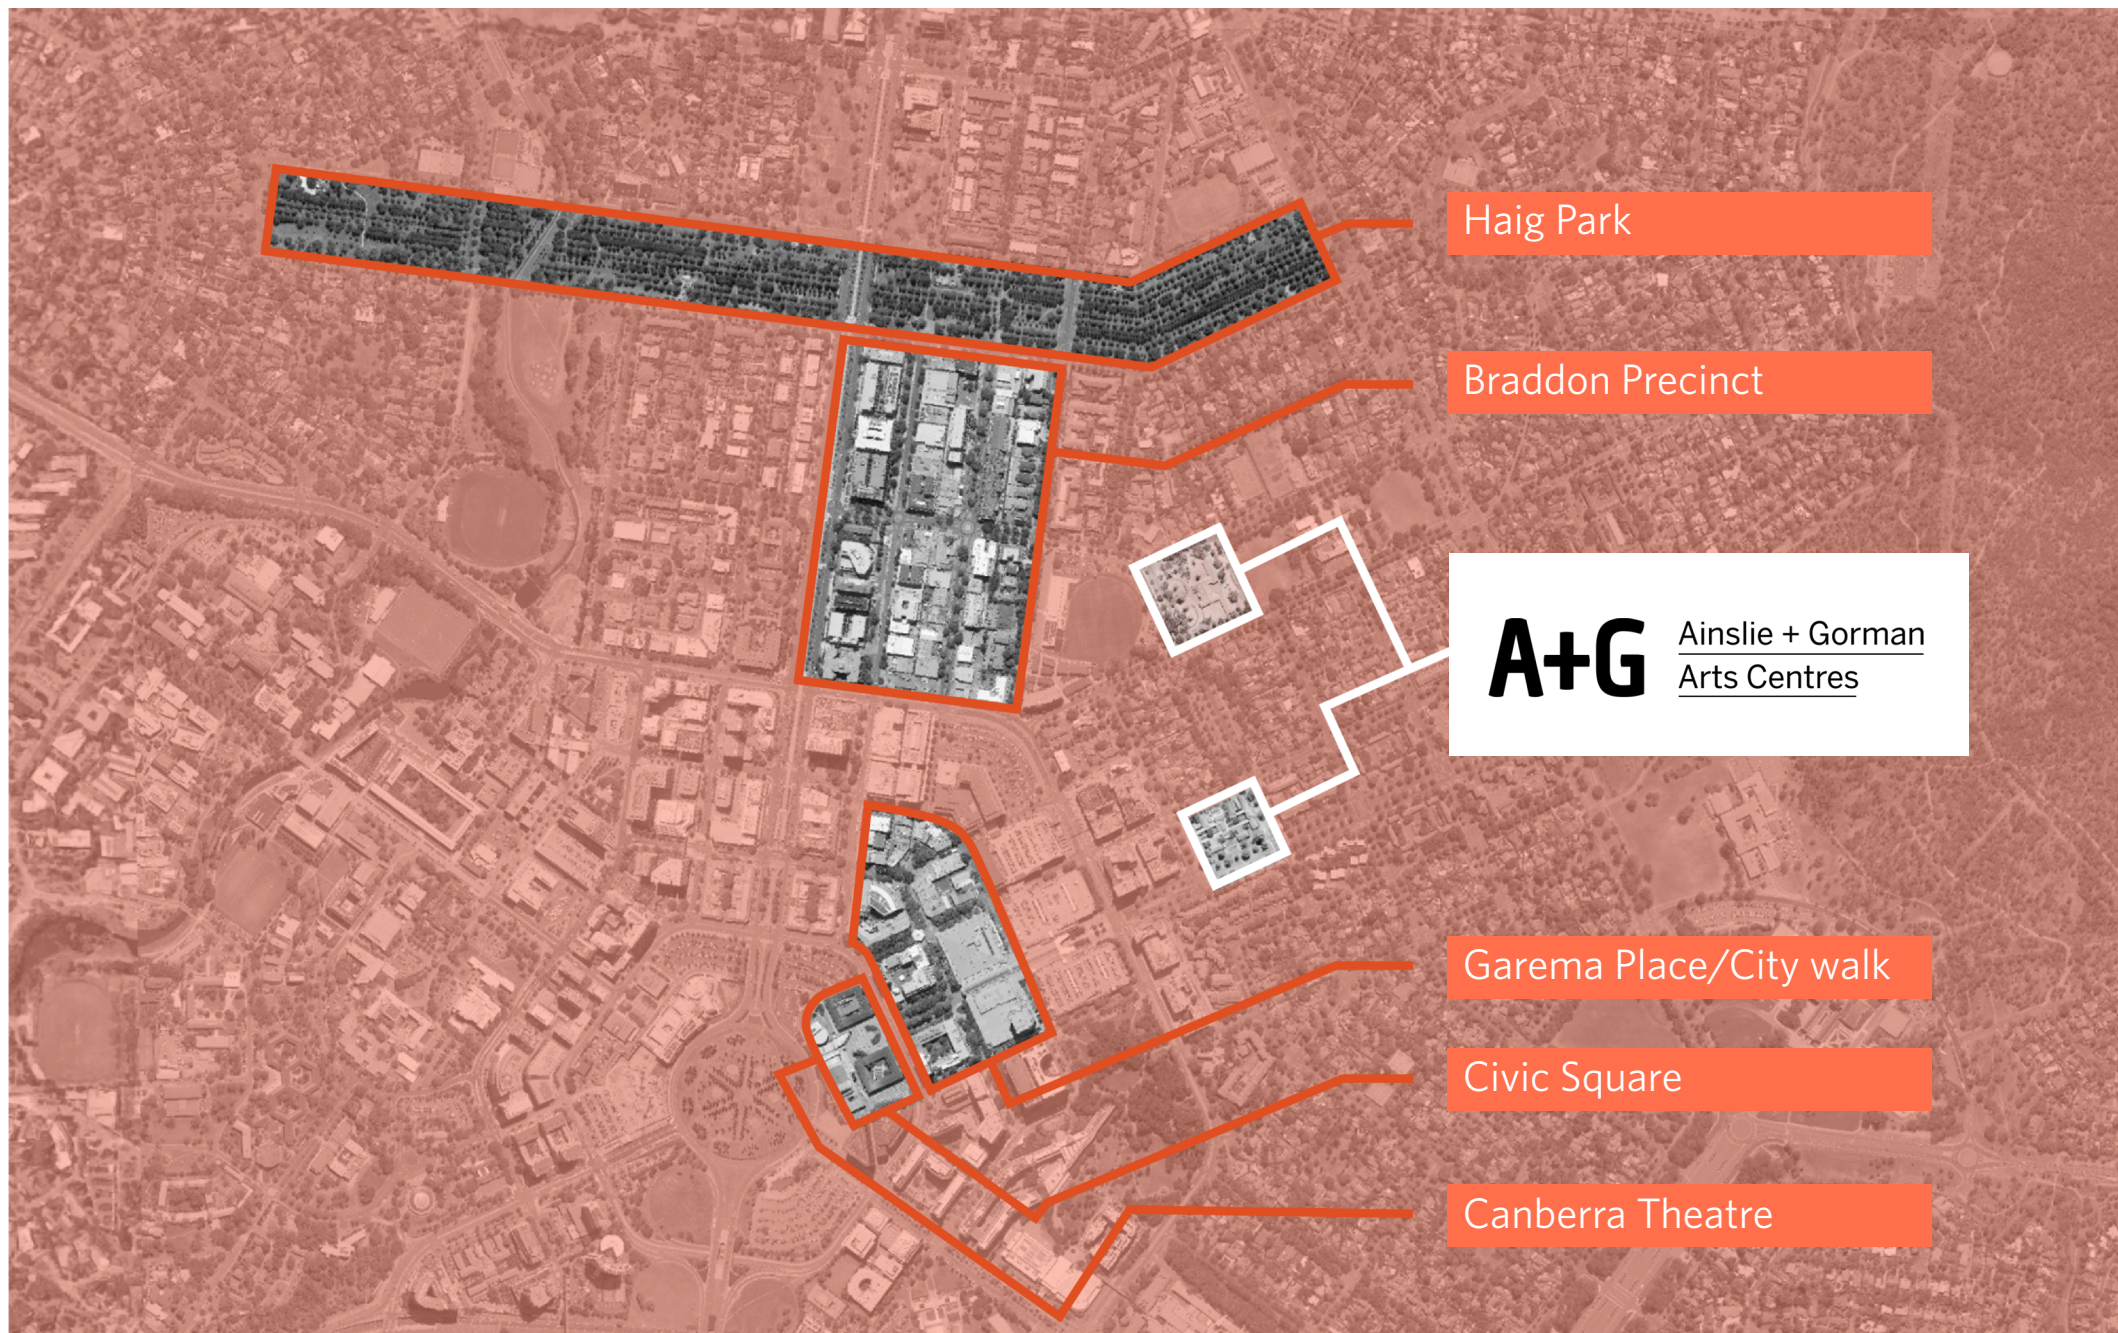 Haig Park
Braddon Precinct
A+G
Ainslie + Gorman
Arts Centres
Garema Place/City walk
Civic Square
Canberra Theatre